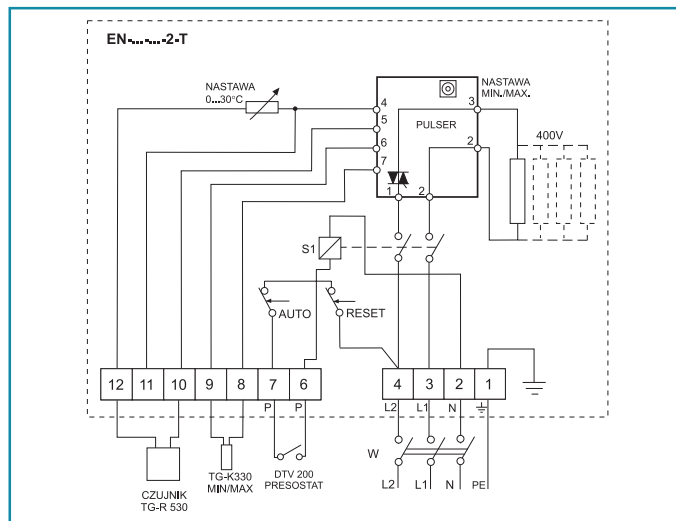 EN-...-...-...-2-T
NASTAWA
0...30°C
NASTAWA
MIN./MAX.
4
3
5
PULSER
6
2
400V
7
1
2
S1
AUTO
RESET
12
11
10
9
8
7
6
4
3
2
1
P
P
L2
L1
N
W
CZUJNIK
TG-R 530
TG-K330
MIN/MAX
DTV 200
PRESOSTAT
L2
L1
N
PE